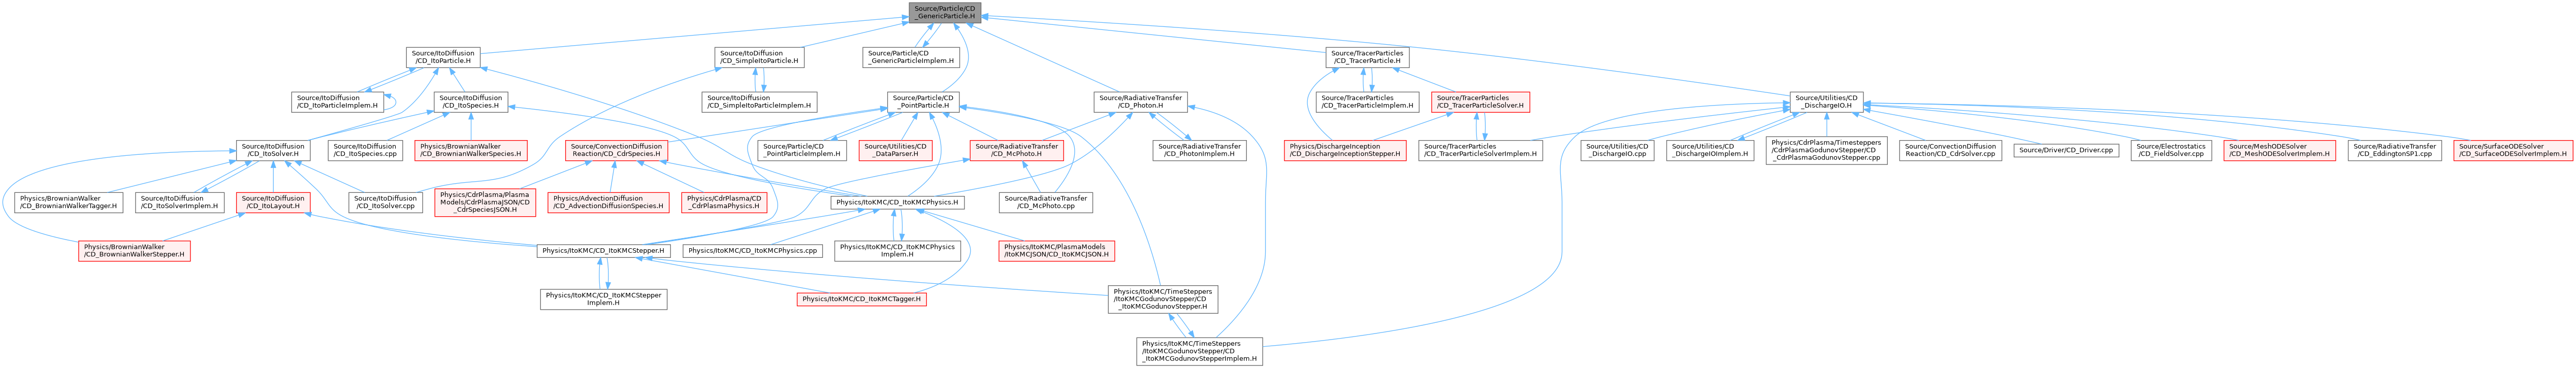 Source/Particle/CD
_GenericParticle.H
Source/ItoDiffusion
/CD_ItoParticle.H
Source/ItoDiffusion
/CD_SimpleItoParticle.H
Source/Particle/CD
_GenericParticleImplem.H
Source/TracerParticles
/CD_TracerParticle.H
Source/ItoDiffusion
/CD_ItoParticleImplem.H
Source/ItoDiffusion
/CD_ItoSpecies.H
Source/ItoDiffusion
/CD_SimpleItoParticleImplem.H
Source/Particle/CD
_PointParticle.H
Source/RadiativeTransfer
/CD_Photon.H
Source/TracerParticles
/CD_TracerParticleImplem.H
Source/TracerParticles
/CD_TracerParticleSolver.H
Source/Utilities/CD
_DischargeIO.H
Source/ItoDiffusion
/CD_ItoSolver.H
Source/ItoDiffusion
/CD_ItoSpecies.cpp
Physics/BrownianWalker
/CD_BrownianWalkerSpecies.H
Source/ConvectionDiffusion
Reaction/CD_CdrSpecies.H
Source/Particle/CD
_PointParticleImplem.H
Source/Utilities/CD
_DataParser.H
Source/RadiativeTransfer
/CD_McPhoto.H
Source/RadiativeTransfer
/CD_PhotonImplem.H
Physics/DischargeInception
/CD_DischargeInceptionStepper.H
Source/TracerParticles
/CD_TracerParticleSolverImplem.H
Source/Utilities/CD
_DischargeIO.cpp
Source/Utilities/CD
_DischargeIOImplem.H
Physics/CdrPlasma/Timesteppers
/CdrPlasmaGodunovStepper/CD
_CdrPlasmaGodunovStepper.cpp
Source/ConvectionDiffusion
Reaction/CD_CdrSolver.cpp
Source/Driver/CD_Driver.cpp
Source/Electrostatics
/CD_FieldSolver.cpp
Source/MeshODESolver
/CD_MeshODESolverImplem.H
Source/RadiativeTransfer
/CD_EddingtonSP1.cpp
Source/SurfaceODESolver
/CD_SurfaceODESolverImplem.H
Physics/BrownianWalker
/CD_BrownianWalkerTagger.H
Source/ItoDiffusion
/CD_ItoSolverImplem.H
Source/ItoDiffusion
/CD_ItoLayout.H
Source/ItoDiffusion
/CD_ItoSolver.cpp
Physics/CdrPlasma/Plasma
Models/CdrPlasmaJSON/CD
_CdrSpeciesJSON.H
Physics/AdvectionDiffusion
/CD_AdvectionDiffusionSpecies.H
Physics/CdrPlasma/CD
_CdrPlasmaPhysics.H
Physics/ItoKMC/CD_ItoKMCPhysics.H
Source/RadiativeTransfer
/CD_McPhoto.cpp
Physics/BrownianWalker
/CD_BrownianWalkerStepper.H
Physics/ItoKMC/CD_ItoKMCStepper.H
Physics/ItoKMC/CD_ItoKMCPhysics.cpp
Physics/ItoKMC/CD_ItoKMCPhysics
Implem.H
Physics/ItoKMC/PlasmaModels
/ItoKMCJSON/CD_ItoKMCJSON.H
Physics/ItoKMC/CD_ItoKMCStepper
Implem.H
Physics/ItoKMC/CD_ItoKMCTagger.H
Physics/ItoKMC/TimeSteppers
/ItoKMCGodunovStepper/CD
_ItoKMCGodunovStepper.H
Physics/ItoKMC/TimeSteppers
/ItoKMCGodunovStepper/CD
_ItoKMCGodunovStepperImplem.H